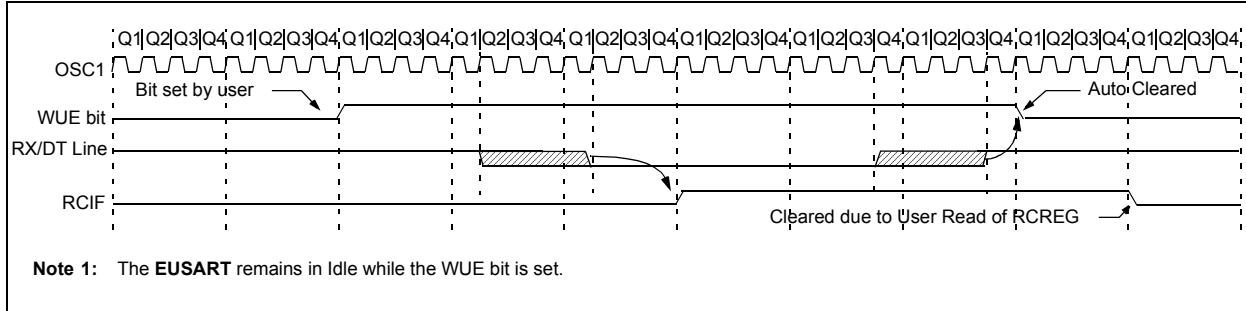 Q1|Q2|Q3|Q4|Q1|Q2|Q3|Q4|Q1|Q2|Q3|Q4|Q1|Q2|Q3|Q4|Q1|Q2|Q3|Q4|Q1|Q2|Q3|Q4|Q1|Q2|Q3|Q4|Q1|Q2|Q3|Q4|Q1|Q2|Q3|Q4|Q1|Q2|Q3|Q4
OSC1
Bit set by user
Auto Cleared
WUE bit
RX/DT Line
RCIF
Cleared due to User Read of RCREG
Note 1: The EUSART remains in Idle while the WUE bit is set.